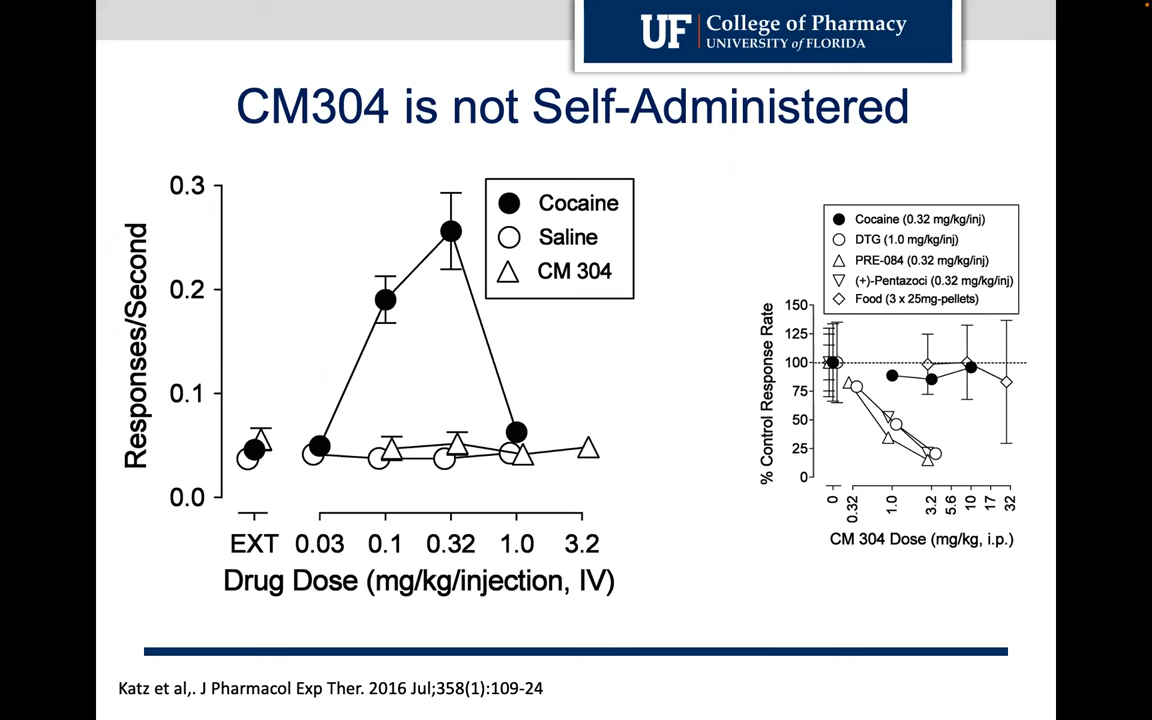 UF College of Pharmacy
UNIVERSITY of FLORIDA
CM304 is not Self-Administered
0.3
0.2
0.1
0.0
Responses/Second
Cocaine
Saline
CM 304
EXT 0.03 0.1 0.32 1.0 3.2
Drug Dose (mg/kg/injection, IV)
Cocaine (0.32 mg/kg/inj)
DTG (1.0 mg/kg/inj)
PRE-084 (0.32 mg/kg/inj)
(+)-Pentazoci (0.32 mg/kg/inj)
Food (3 x 25mg-pellets)
150
125
100
75
50
25
0
% Control Response Rate
0 0.32 1.0 3.2 5.6 10 17 32
CM 304 Dose (mg/kg, i.p.)
Katz et al,. J Pharmacol Exp Ther. 2016 Jul;358(1):109-24